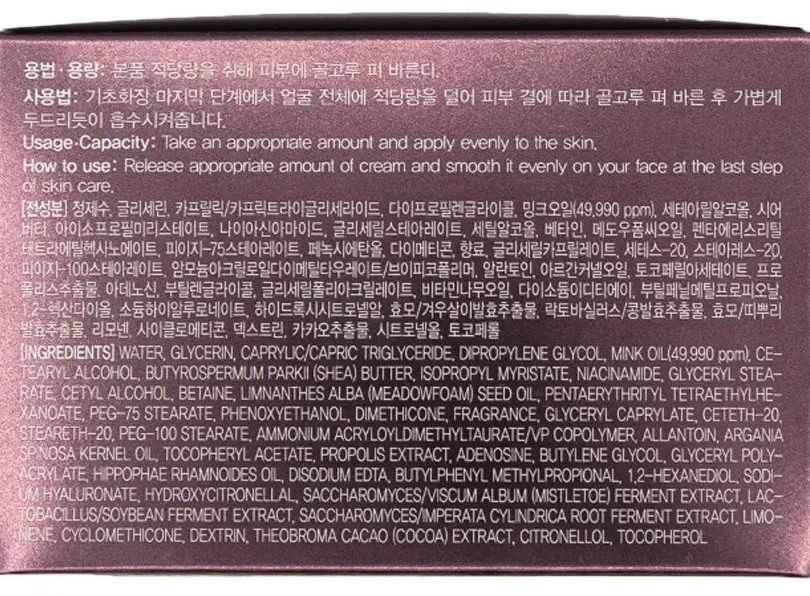 용법·용량: 본품 적당량을 취해 피부에 골고루 펴 바른다.
사용법: 기초화장 마지막 단계에서 얼굴 전체에 적당량을 덜어 피부 결에 따라 골고루 펴 바른 후 가볍게
두드리듯이 흡수시켜줍니다.
Usage·Capacity: Take an appropriate amount and apply evenly to the skin.
How to use: Release appropriate amount of cream and smooth it evenly on your face at the last step
of skin care.
[전성분] 정제수, 글리세린, 카프릴릭/카프릭트라이글리세라이드, 다이프로필렌글라이콜, 밍크오일(49,990 ppm), 세테아릴알코올, 시어
버터, 아이소프로필미리스테이트, 나이아신아마이드, 글리세릴스테아레이트, 세틸알코올, 베타인, 메도우폼씨오일, 펜타에리스리틸
테트라에틸헥사노에이트, 피이지-75스테아레이트, 페녹시에탄올, 다이메티콘, 향료, 글리세릴카프릴레이트, 세테스-20, 스테아레스-20,
피이지-100스테아레이트, 암모늄아크릴로일다이메틸타우레이트/브이피코폴리머, 알란토인, 아르간커넬오일, 토코페릴아세테이트, 프로
폴리스추출물, 아데노신, 부틸렌글라이콜, 글리세릴폴리아크릴레이트, 비타민나무오일, 다이소듐이디티에이, 부틸페닐메틸프로피오날,
1,2-헥산다이올, 소듐하이알루로네이트, 하이드록시시트로넬알, 효모/겨우살이발효추출물, 락토바실러스/콩발효추출물, 효모/띠뿌리
발효추출물, 리모넨, 사이클로메티콘, 덱스트린, 카카오추출물, 시트로넬올, 토코페롤
[INGREDIENTS] WATER, GLYCERIN, CAPRYLIC/CAPRIC TRIGLYCERIDE, DIPROPYLENE GLYCOL, MINK OIL(49,990 ppm), CE-
TEARYL ALCOHOL, BUTYROSPERMUM PARKII (SHEA) BUTTER, ISOPROPYL MYRISTATE, NIACINAMIDE, GLYCERYL STEA-
RATE, CETYL ALCOHOL, BETAINE, LIMNANTHES ALBA (MEADOWFOAM) SEED OIL, PENTAERYTHRITYL TETRAETHYLHE-
XANOATE, PEG-75 STEARATE, PHENOXYETHANOL, DIMETHICONE, FRAGRANCE, GLYCERYL CAPRYLATE, CETETH-20,
STEARETH-20, PEG-100 STEARATE, AMMONIUM ACRYLOYLDIMETHYLTAURATE/VP COPOLYMER, ALLANTOIN, ARGANIA
SPINOSA KERNEL OIL, TOCOPHERYL ACETATE, PROPOLIS EXTRACT, ADENOSINE, BUTYLENE GLYCOL, GLYCERYL POLY-
ACRYLATE, HIPPOPHAE RHAMNOIDES OIL, DISODIUM EDTA, BUTYLPHENYL METHYLPROPIONAL, 1,2-HEXANEDIOL, SODI-
UM HYALURONATE, HYDROXYCITRONELLAL, SACCHAROMYCES/VISCUM ALBUM (MISTLETOE) FERMENT EXTRACT, LAC-
TOBACILLUS/SOYBEAN FERMENT EXTRACT, SACCHAROMYCES/IMPERATA CYLINDRICA ROOT FERMENT EXTRACT, LIMO-
NENE, CYCLOMETHICONE, DEXTRIN, THEOBROMA CACAO (COCOA) EXTRACT, CITRONELLOL, TOCOPHEROL